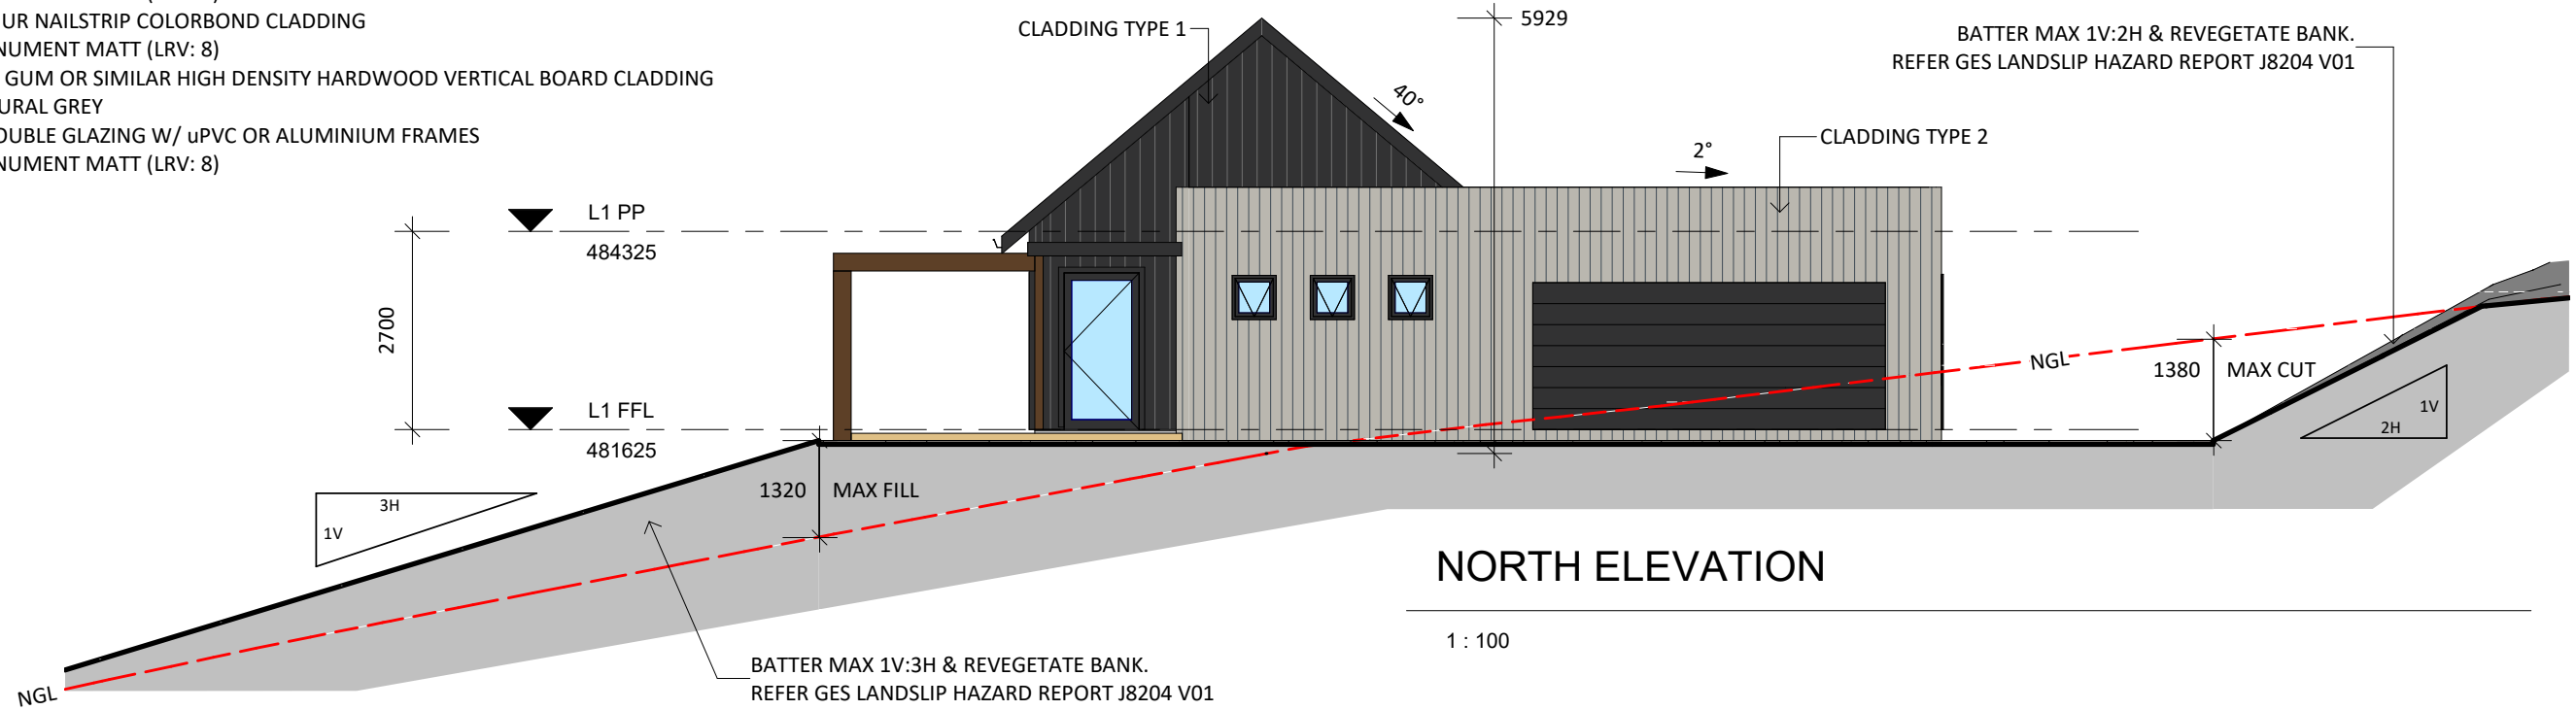 UR NAILSTRIP COLORBOND CLADDING
NUMENT MATT (LRV: 8)
GUM OR SIMILAR HIGH DENSITY HARDWOOD VERTICAL BOARD CLADDING
URAL GREY
OUBLE GLAZING W/ uPVC OR ALUMINIUM FRAMES
NUMENT MATT (LRV: 8)
CLADDING TYPE 1
5929
BATTER MAX 1V:2H & REVEGETATE BANK.
REFER GES LANDSLIP HAZARD REPORT J8204 V01
40°
2°
CLADDING TYPE 2
L1 PP
484325
2700
L1 FFL
481625
NGL
1380 MAX CUT
1V
2H
3H
1V
1320 MAX FILL
NORTH ELEVATION
1 : 100
BATTER MAX 1V:3H & REVEGETATE BANK.
REFER GES LANDSLIP HAZARD REPORT J8204 V01
NGL